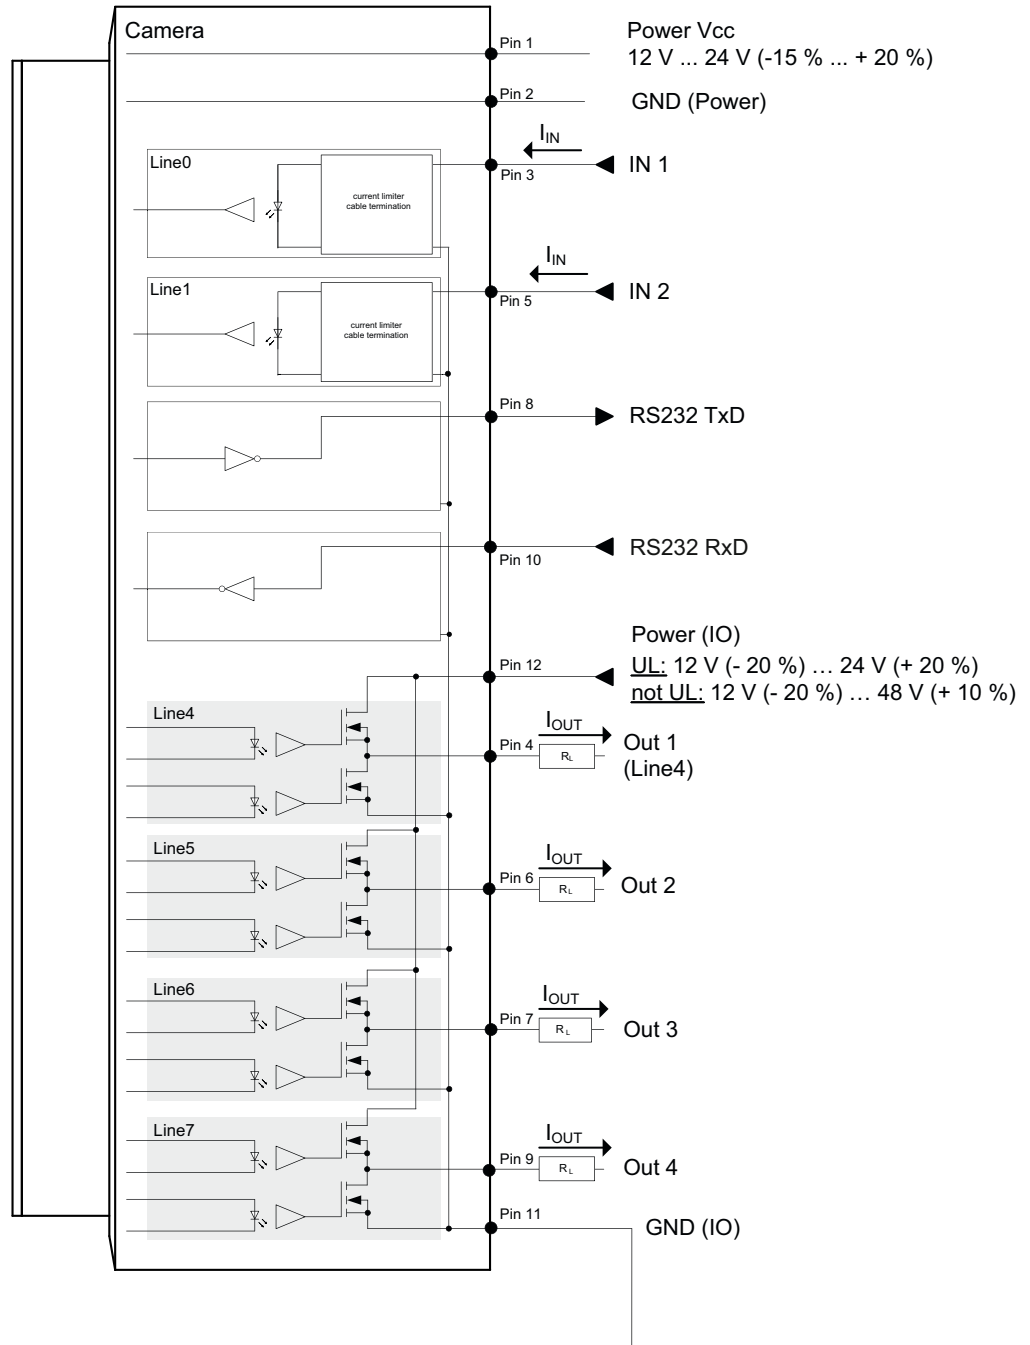 Camera
Pin 1
Power Vcc
12 V ... 24 V (-15 % ... + 20 %)
Pin 2
GND (Power)
Line0
current limiter
cable termination
Pin 3
IIN
IN 1
Line1
current limiter
cable termination
Pin 5
IIN
IN 2
Pin 8
RS232 TxD
Pin 10
RS232 RxD
Pin 12
Power (IO)
UL: 12 V (- 20 %) … 24 V (+ 20 %)
not UL: 12 V (- 20 %) … 48 V (+ 10 %)
Line4
Pin 4
IOUT
RL
Out 1
(Line4)
Line5
Pin 6
IOUT
RL
Out 2
Line6
Pin 7
IOUT
RL
Out 3
Line7
Pin 9
IOUT
RL
Out 4
Pin 11
GND (IO)